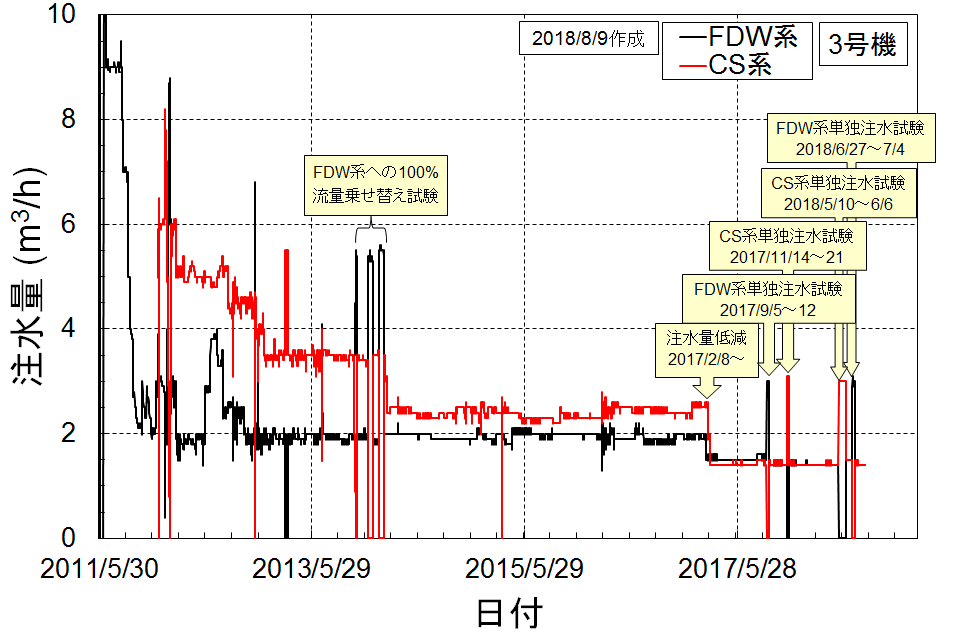 10
8
6
4
2
0
注水量 (m³/h)
2018/8/9作成
FDW系
CS系
3号機
FDW系への100%
流量乗せ替え試験
FDW系単独注水試験
2018/6/27～7/4
CS系単独注水試験
2018/5/10～6/6
CS系単独注水試験
2017/11/14～21
FDW系単独注水試験
2017/9/5～12
注水量低減
2017/2/8～
2011/5/30
2013/5/29
2015/5/29
2017/5/28
日付